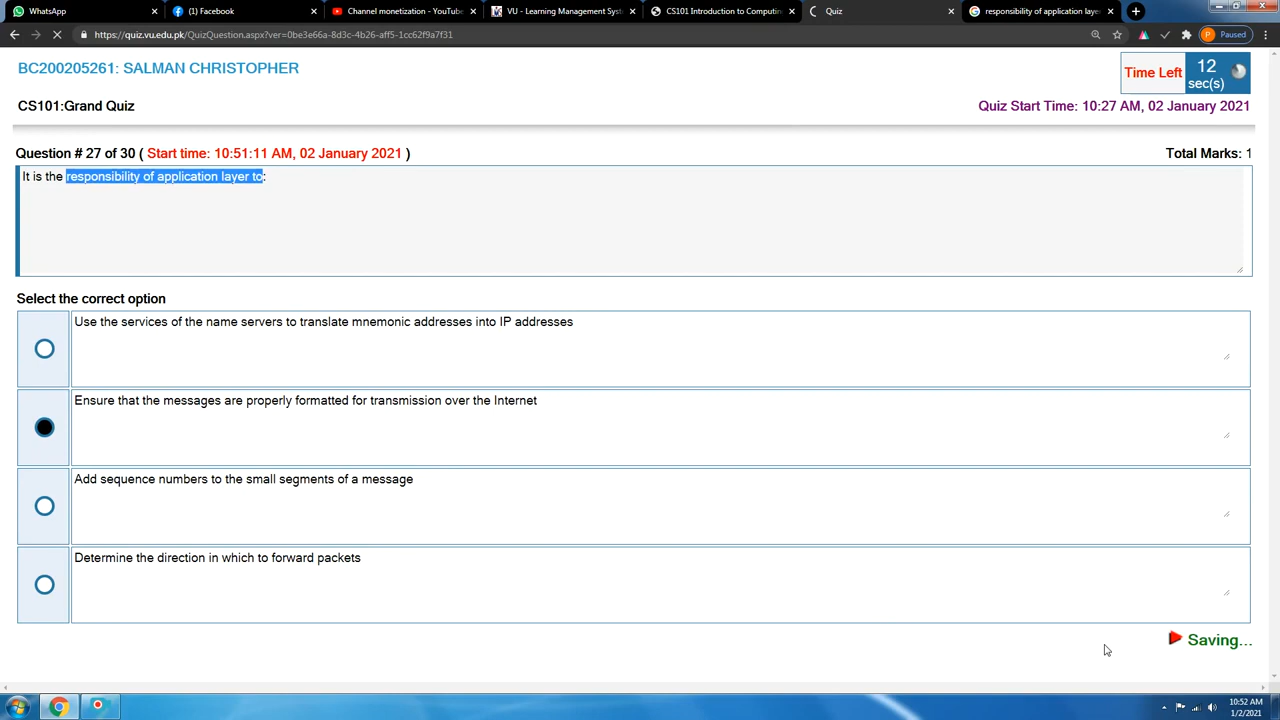 WhatsApp
(1) Facebook
Channel monetization - YouTube
VU - Learning Management Syst
CS101 Introduction to Computin
Quiz
responsibility of application laye
https://quiz.vu.edu.pk/QuizQuestion.aspx?ver=0be3e66a-8d3c-4b26-aff5-1cc62f9a7f31
P Paused
BC200205261: SALMAN CHRISTOPHER
Time Left 12 sec(s)
CS101:Grand Quiz
Quiz Start Time: 10:27 AM, 02 January 2021
Question # 27 of 30 ( Start time: 10:51:11 AM, 02 January 2021 )
Total Marks: 1
It is the responsibility of application layer to:
Select the correct option
Use the services of the name servers to translate mnemonic addresses into IP addresses
Ensure that the messages are properly formatted for transmission over the Internet
Add sequence numbers to the small segments of a message
Determine the direction in which to forward packets
Saving...
10:52 AM
1/2/2021